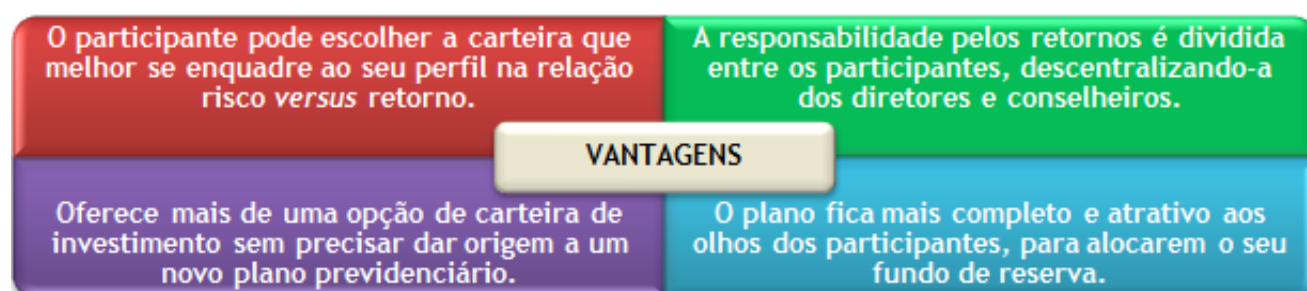 O participante pode escolher a carteira que
melhor se enquadre ao seu perfil na relação
risco versus retorno.
A responsabilidade pelos retornos é dividida
entre os participantes, descentralizando-a
dos diretores e conselheiros.
VANTAGENS
Oferece mais de uma opção de carteira de
investimento sem precisar dar origem a um
novo plano previdenciário.
O plano fica mais completo e atrativo aos
olhos dos participantes, para alocarem o seu
fundo de reserva.